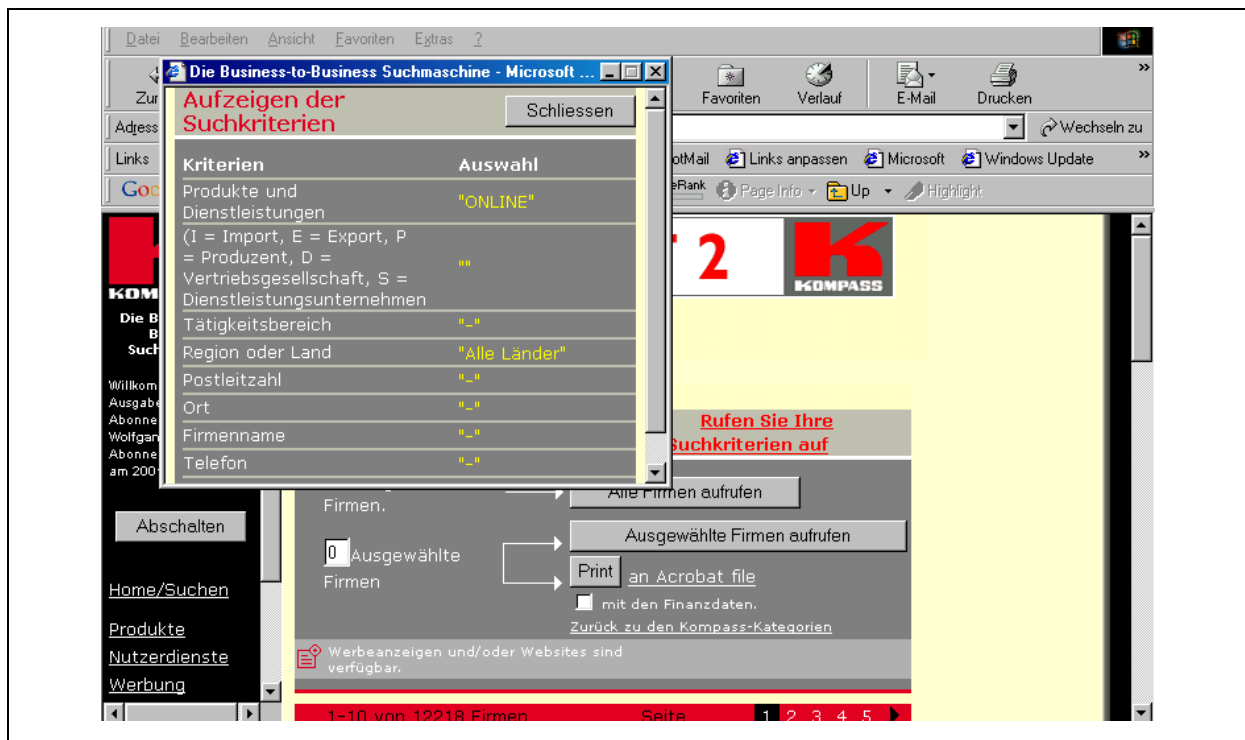 Datei Bearbeiten Ansicht Favoriten Extras ?
Die Business-to-Business Suchmaschine - Microsoft ...
Favoriten Verlauf E-Mail Drucken »
Wechseln zu
Links
Links anpassen Microsoft Windows Update »
Page Info Up Highlight
Aufzeigen der
Suchkriterien
Schliessen
Kriterien Auswahl
Produkte und
Dienstleistungen
"ONLINE"
(I = Import, E = Export, P
= Produzent, D =
Vertriebsgesellschaft, S =
Dienstleistungsunternehmen
""
Tätigkeitsbereich "-"
Region oder Land "Alle Länder"
Postleitzahl "-"
Ort "-"
Firmenname "-"
Telefon "-"
2
KOMPASS
Die B
Such
am 200
Abschalten
Home/Suchen
Produkte
Nutzerdienste
Werbung
Rufen Sie Ihre
Suchkriterien auf
Firmen.
Alle Firmen aufrufen
0 Ausgewählte
Firmen
Ausgewählte Firmen aufrufen
Print an Acrobat file
mit den Finanzdaten.
Zurück zu den Kompass-Kategorien
Werbeanzeigen und/oder Websites sind
verfügbar.
1-10 von 12218 Firmen Seite 1 2 3 4 5